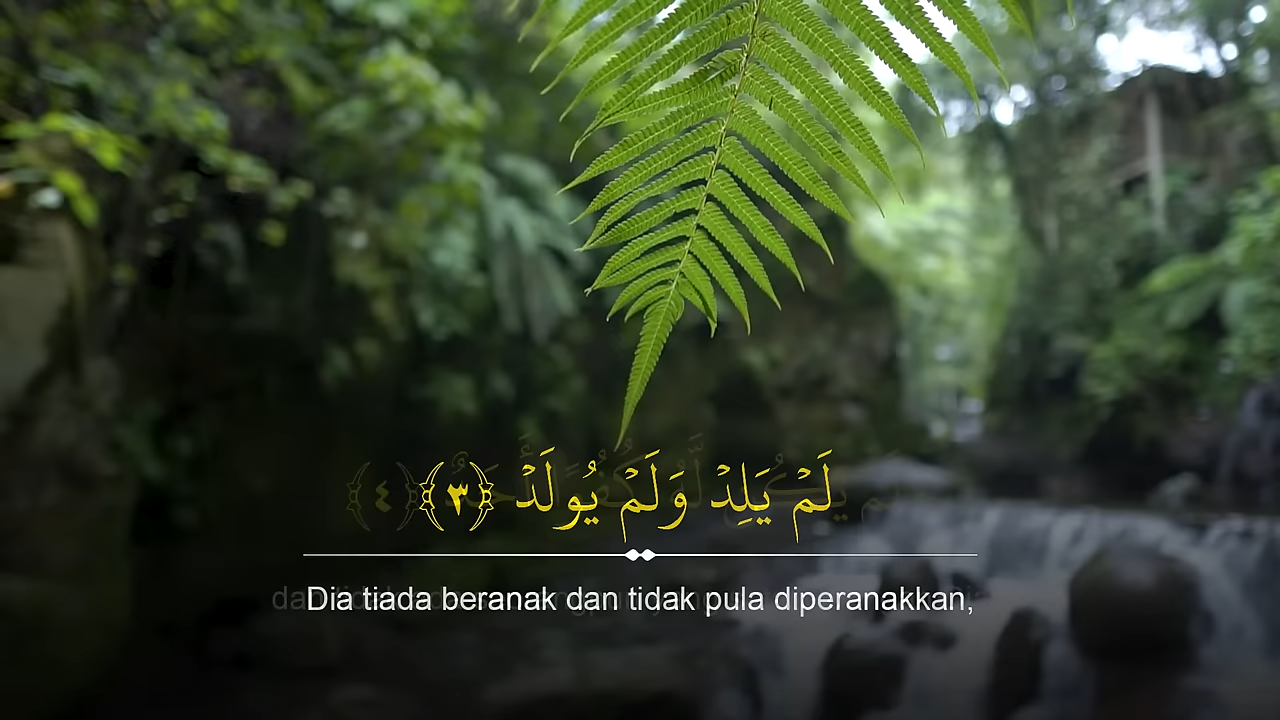 لَمْ يَلِدْ وَلَمْ يُولَدْ ﴿٣﴾
Dia tiada beranak dan tidak pula diperanakkan,